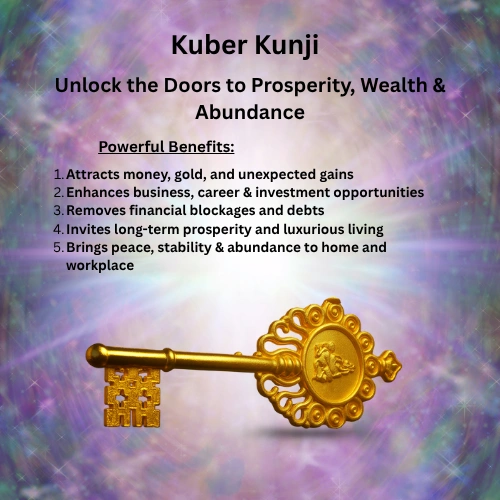 Kuber Kunji
Unlock the Doors to Prosperity, Wealth &
Abundance
Powerful Benefits:
1. Attracts money, gold, and unexpected gains
2. Enhances business, career & investment opportunities
3. Removes financial blockages and debts
4. Invites long-term prosperity and luxurious living
5. Brings peace, stability & abundance to home and
workplace